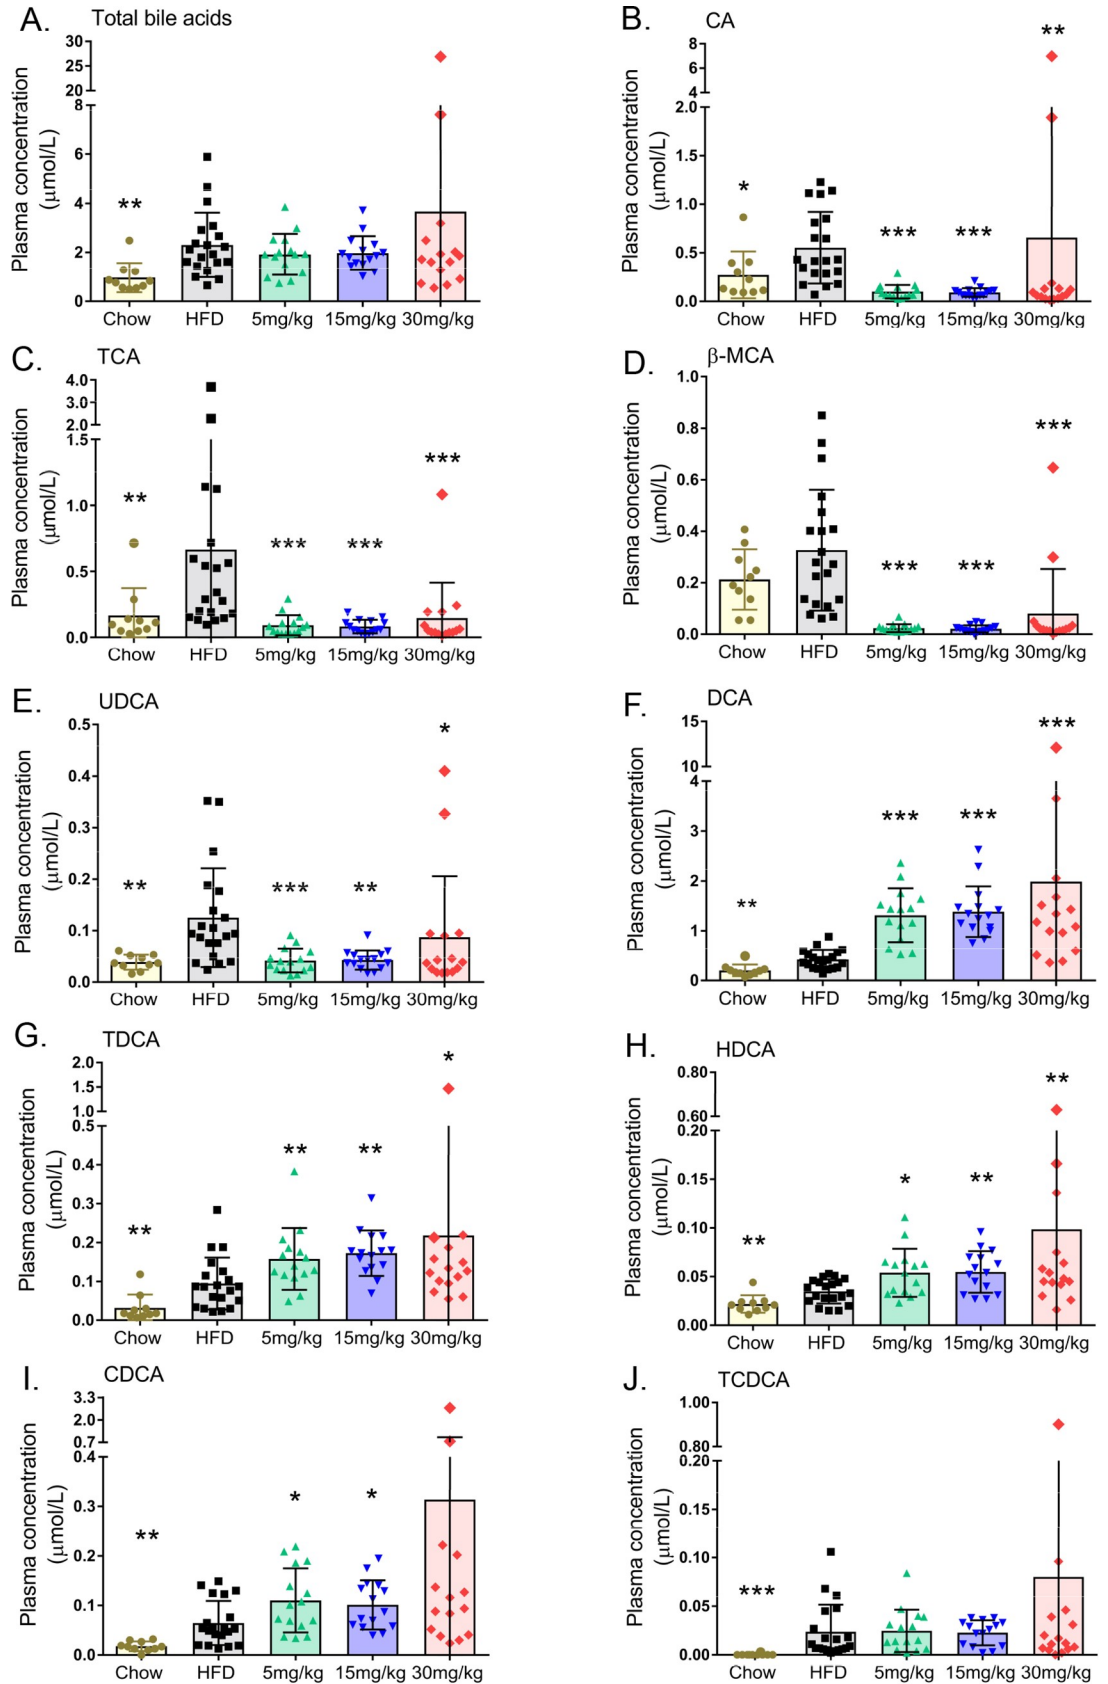 A. Total bile acids
Plasma concentration
(μmol/L)
30
25
20
8
6
4
2
0
**
Chow HFD 5mg/kg 15mg/kg 30mg/kg
B. CA
Plasma concentration
(μmol/L)
8
6
4
2.0
1.5
1.0
0.5
0.0
* *** *** **
Chow HFD 5mg/kg 15mg/kg 30mg/kg
C. TCA
Plasma concentration
(μmol/L)
4.0
3.0
2.0
1.5
1.0
0.5
0.0
** *** *** ***
Chow HFD 5mg/kg 15mg/kg 30mg/kg
D. β-MCA
Plasma concentration
(μmol/L)
1.0
0.8
0.6
0.4
0.2
0.0
*** *** ***
Chow HFD 5mg/kg 15mg/kg 30mg/kg
E. UDCA
Plasma concentration
(μmol/L)
0.5
0.4
0.3
0.2
0.1
0.0
** *** ** *
Chow HFD 5mg/kg 15mg/kg 30mg/kg
F. DCA
Plasma concentration
(μmol/L)
15
10
4
3
2
1
0
** *** *** ***
Chow HFD 5mg/kg 15mg/kg 30mg/kg
G. TDCA
Plasma concentration
(μmol/L)
2.0
1.5
1.0
0.5
0.4
0.3
0.2
0.1
0.0
** ** ** *
Chow HFD 5mg/kg 15mg/kg 30mg/kg
H. HDCA
Plasma concentration
(μmol/L)
0.80
0.60
0.20
0.15
0.10
0.05
0.00
** * ** **
Chow HFD 5mg/kg 15mg/kg 30mg/kg
I. CDCA
Plasma concentration
(μmol/L)
3.3
2.0
0.7
0.4
0.3
0.2
0.1
0.0
** * *
Chow HFD 5mg/kg 15mg/kg 30mg/kg
J. TCDCA
Plasma concentration
(μmol/L)
1.00
0.80
0.20
0.15
0.10
0.05
0.00
***
Chow HFD 5mg/kg 15mg/kg 30mg/kg